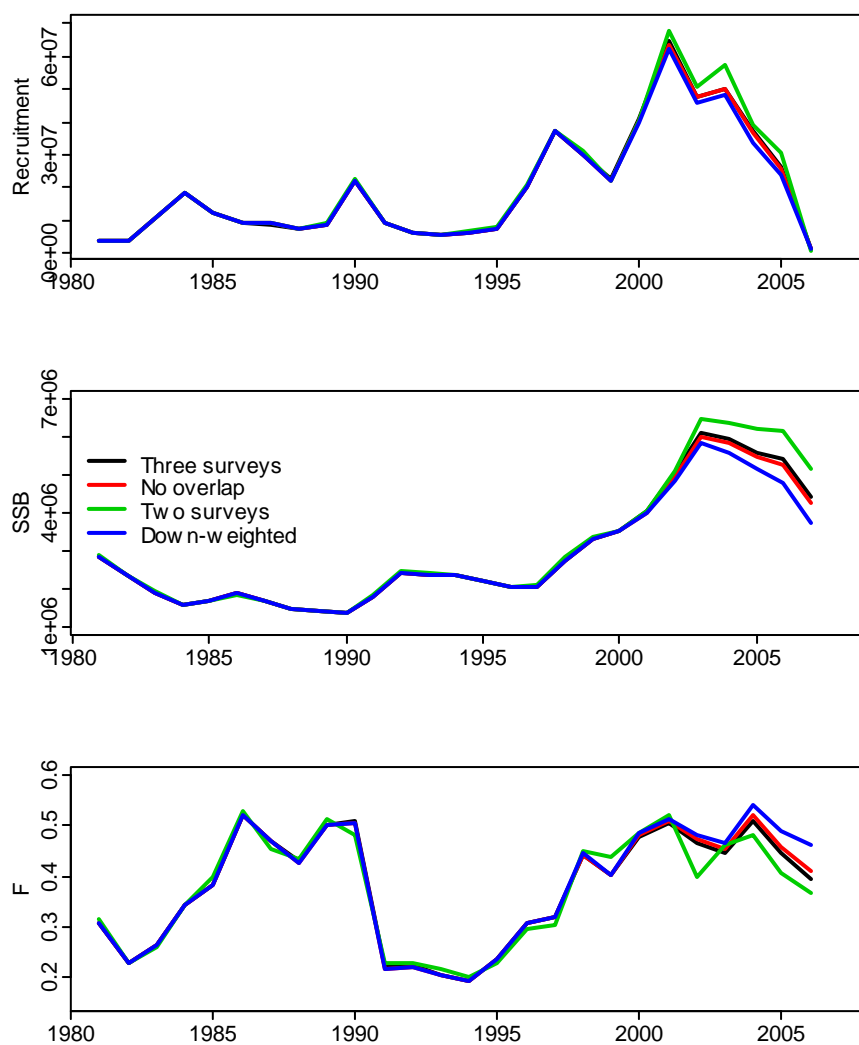 Recruitment
0e+00 3e+07 6e+07
1980 1985 1990 1995 2000 2005
SSB
1e+06 4e+06 7e+06
Three surveys
No overlap
Two surveys
Down-weighted
1980 1985 1990 1995 2000 2005
F
0.2 0.3 0.4 0.5 0.6
1980 1985 1990 1995 2000 2005